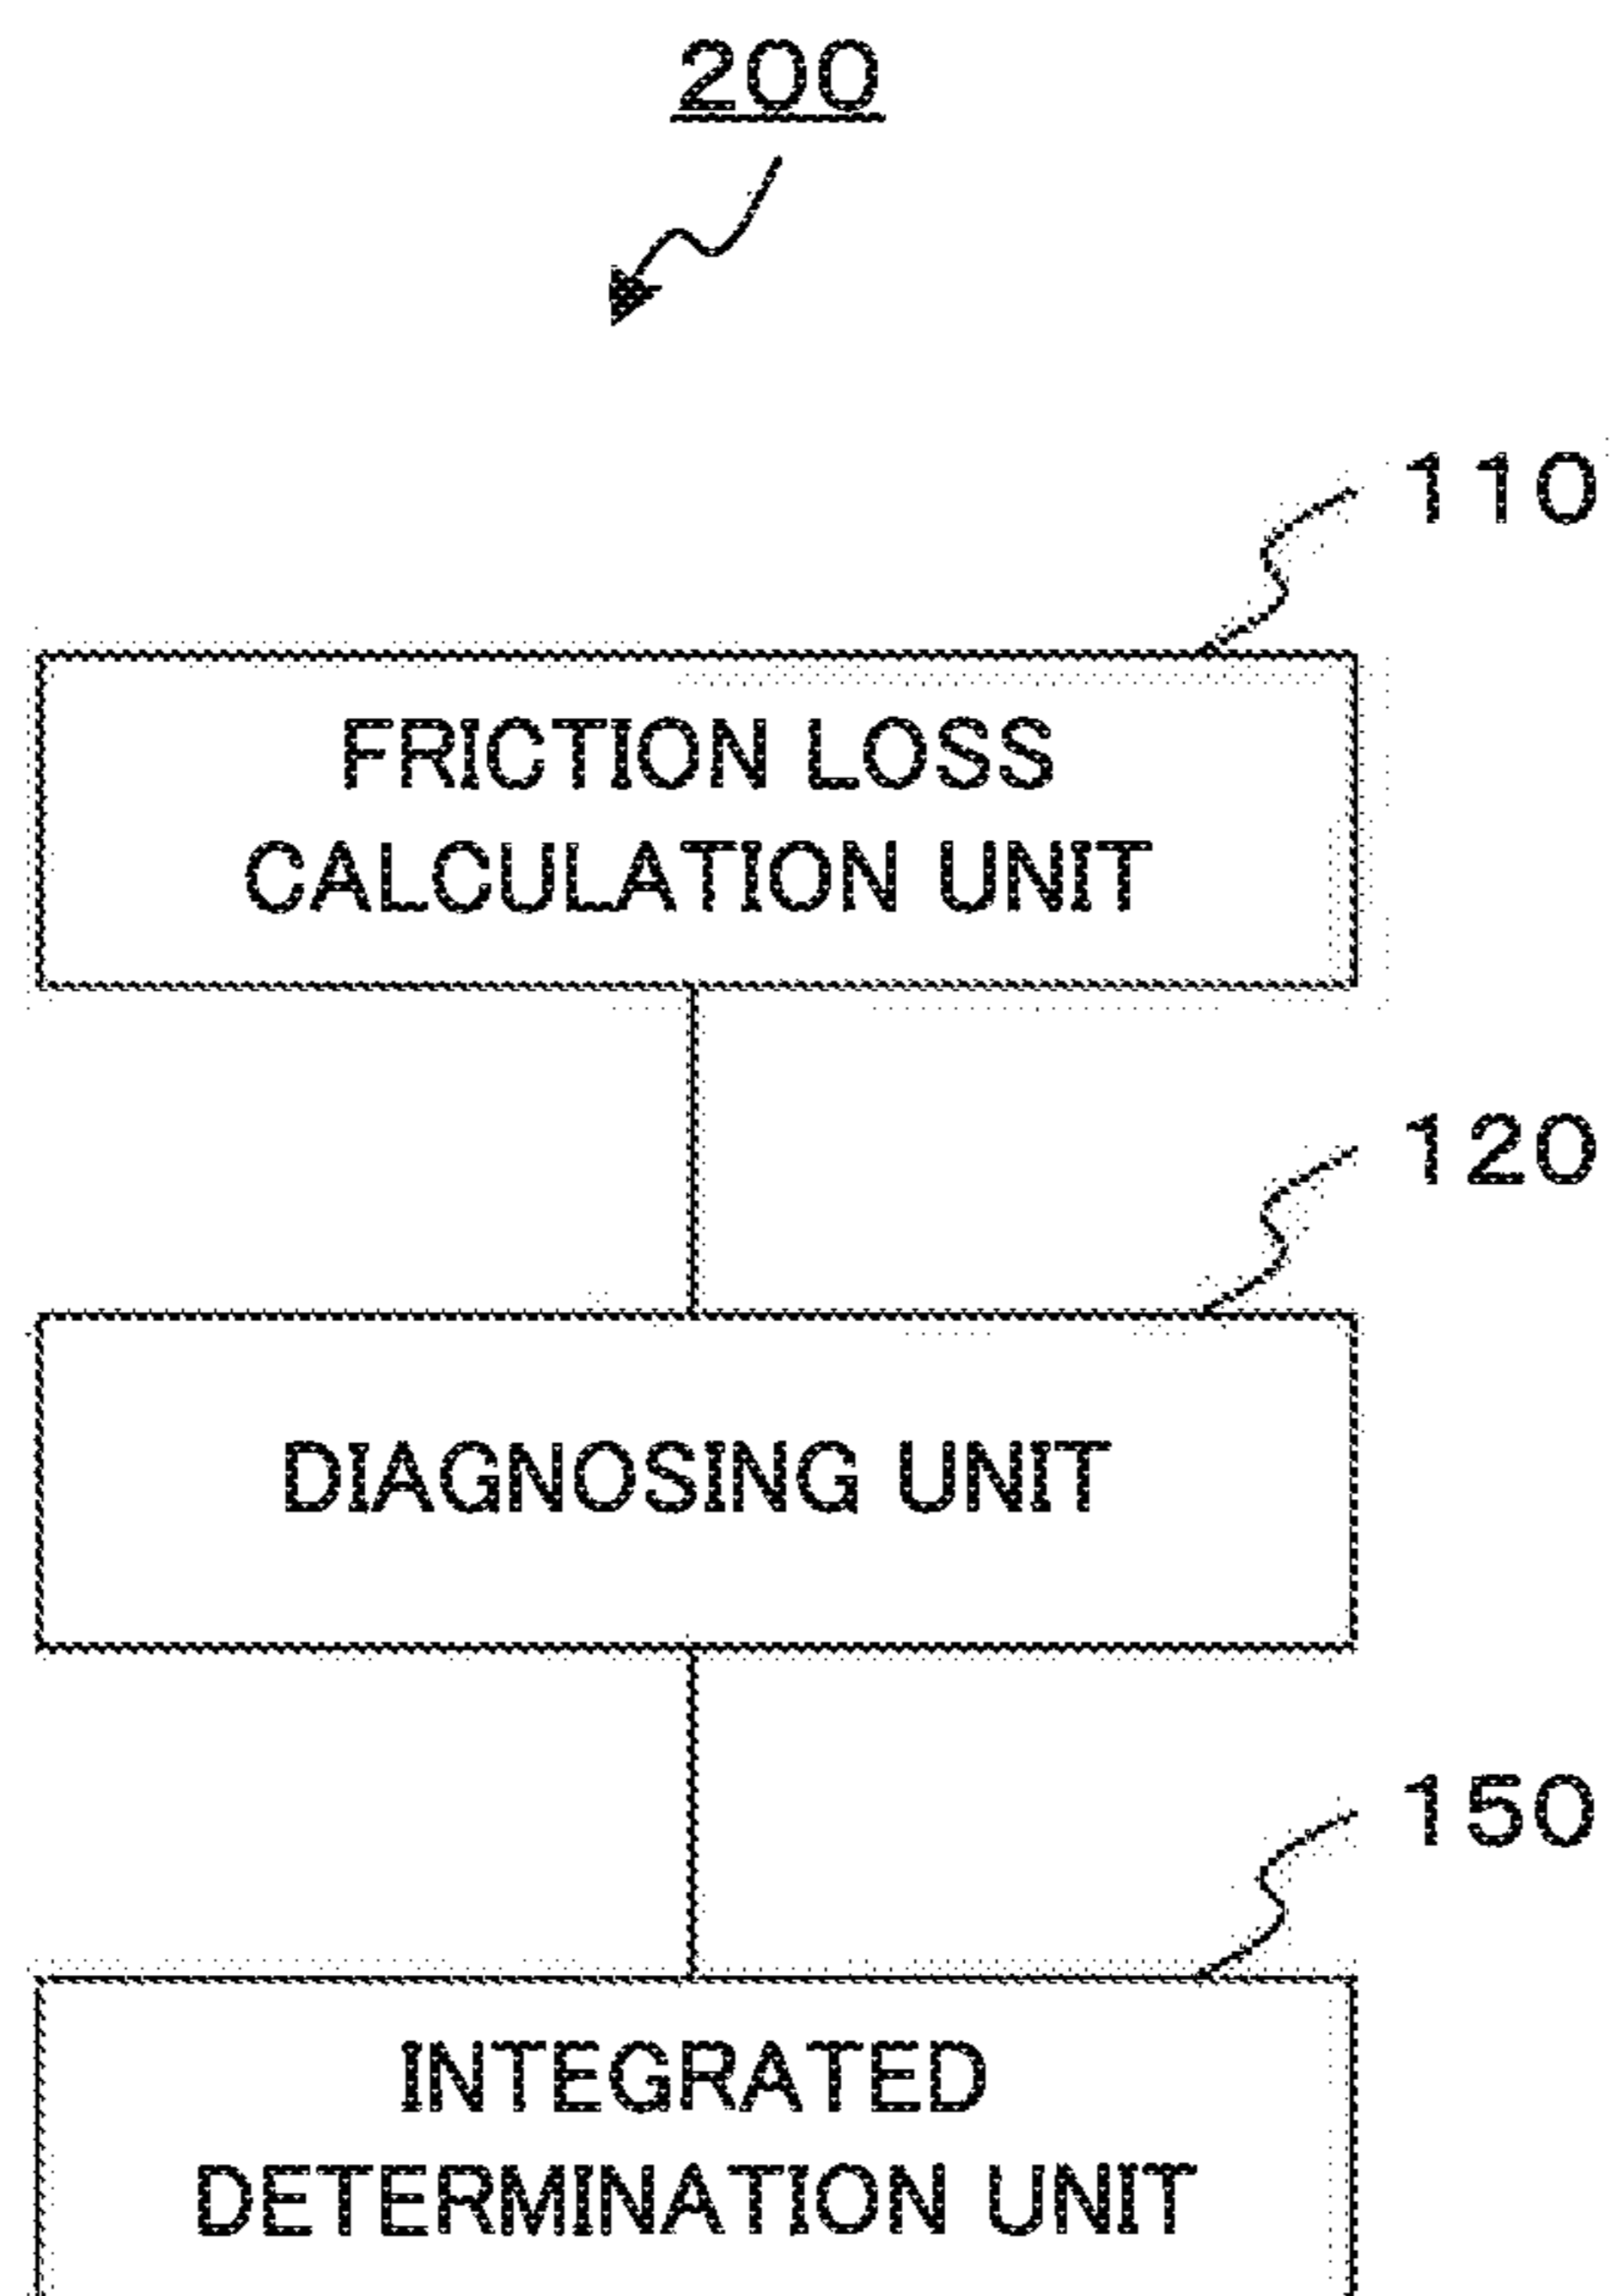 200
110
FRICTION LOSS
CALCULATION UNIT
120
DIAGNOSING UNIT
150
INTEGRATED
DETERMINATION UNIT